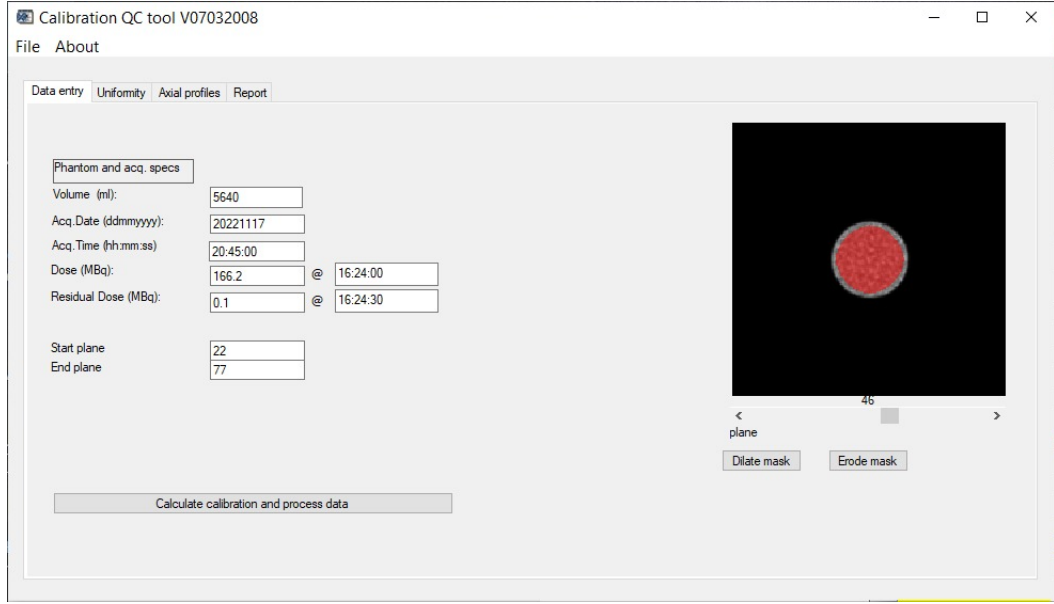 Calibration QC tool V07032008
File About
Data entry Uniformity Axial profiles Report
Phantom and acq. specs
Volume (ml): 5640
Acq.Date (ddmmyyyy): 20221117
Acq.Time (hh:mm:ss) 20:45:00
Dose (MBq): 166.2 @ 16:24:00
Residual Dose (MBq): 0.1 @ 16:24:30
Start plane 22
End plane 77
46
< >
plane
Dilate mask Erode mask
Calculate calibration and process data